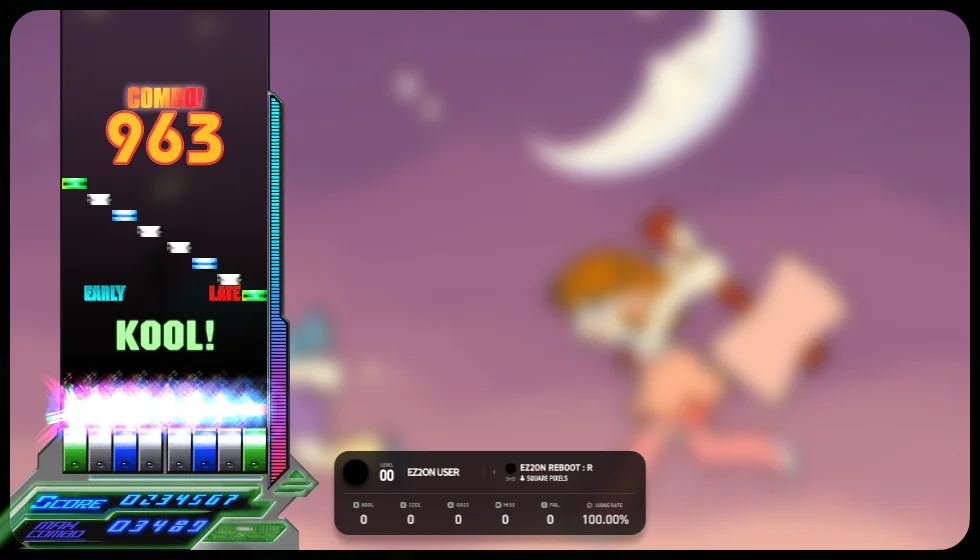 COMBO!
963
EARLY LATE
KOOL!
SCORE 0234567
MAX COMBO 03489
LEVEL
00 EZ2ON USER
EZ2ON REBOOT : R
SQUARE PIXELS
KOOL COOL GOOD MISS FAIL JUDGE RATE
0 0 0 0 0 100.00%